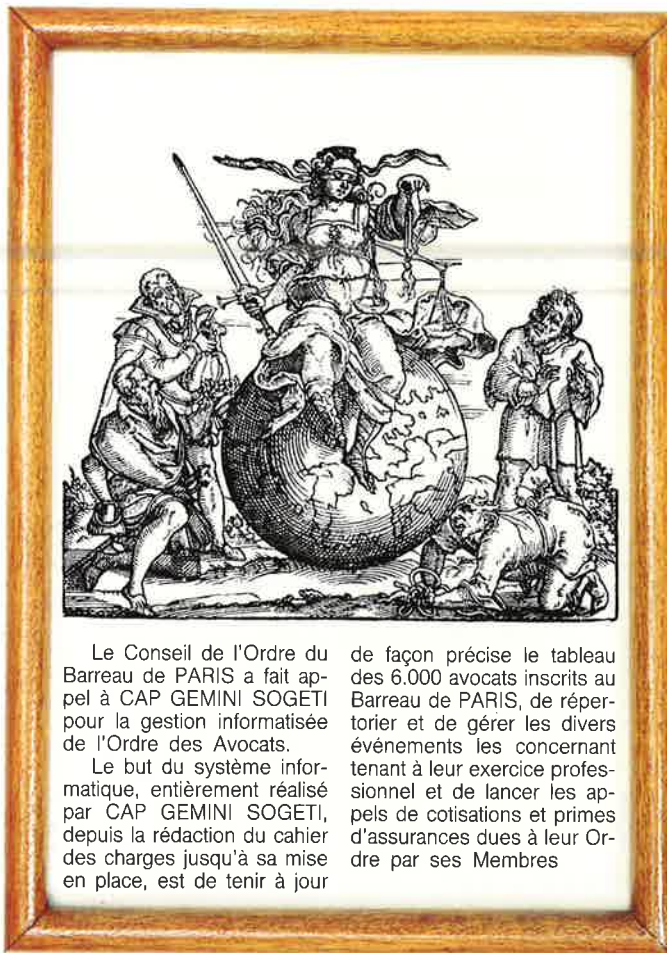 Le Conseil de l'Ordre du
Barreau de PARIS a fait ap-
pel à CAP GEMINI SOGETI
pour la gestion informatisée
de l'Ordre des Avocats.
Le but du système infor-
matique, entièrement réalisé
par CAP GEMINI SOGETI,
depuis la rédaction du cahier
des charges jusqu'à sa mise
en place, est de tenir à jour
de façon précise le tableau
des 6.000 avocats inscrits au
Barreau de PARIS, de réper-
torier et de gérer les divers
événements les concernant
tenant à leur exercice profes-
sionnel et de lancer les ap-
pels de cotisations et primes
d'assurances dues à leur Or-
dre par ses Membres